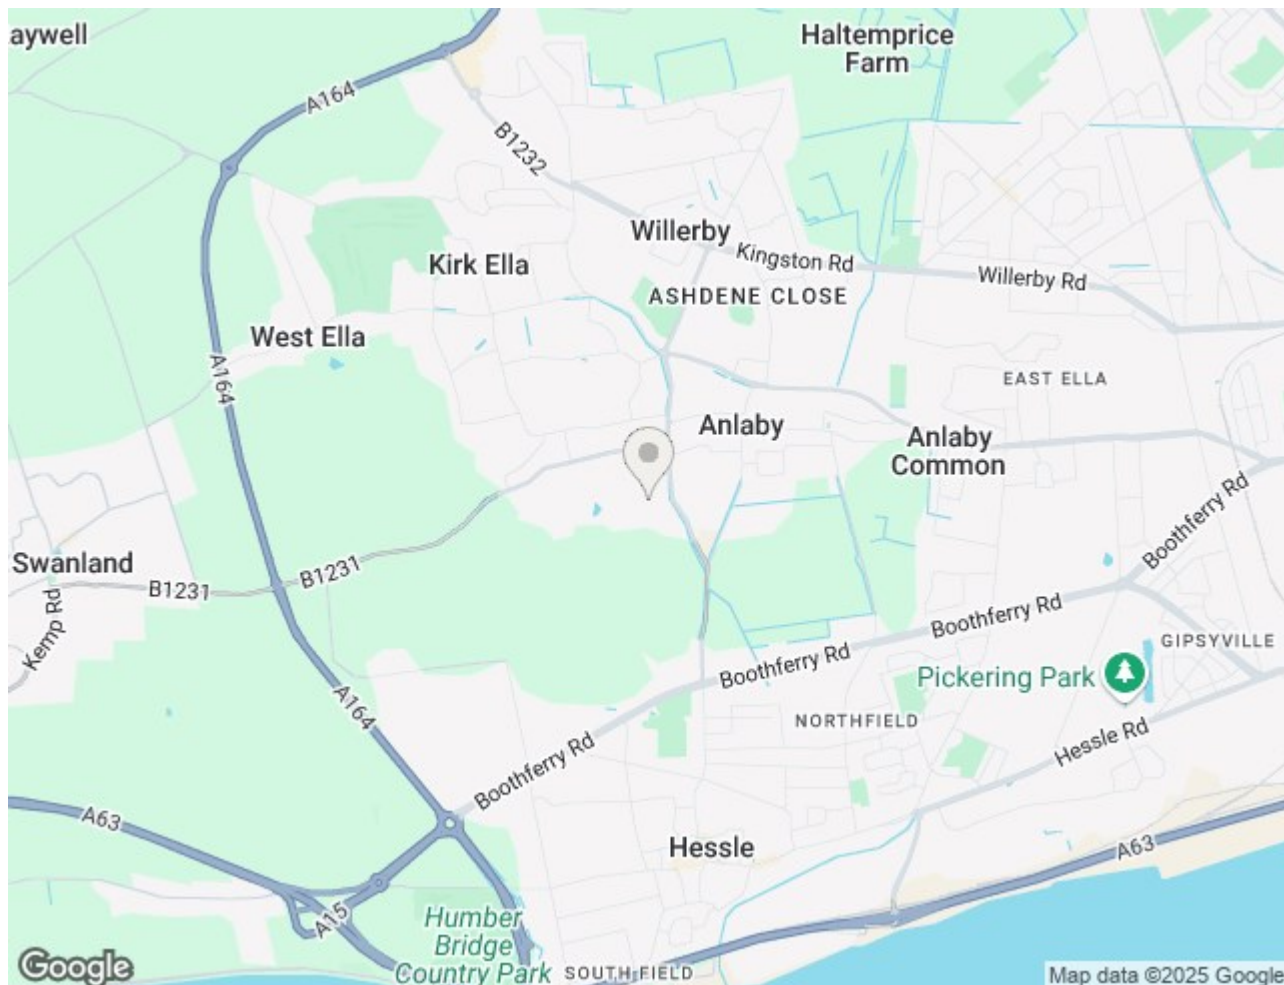 aywell
Haltemprice
Farm
A164
B1232
Willerby
Kingston Rd
Kirk Ella
Willerby Rd
ASHDENE CLOSE
West Ella
A164
EAST ELLA
Anlaby
Anlaby
Common
Boothferry Rd
Swanland
B1231
B1231
Kemp Rd
Boothferry Rd
GIPSYVILLE
Boothferry Rd
Pickering Park
A164
NORTHFIELD
Hessle Rd
Boothferry Rd
A63
Hessle
A63
A15
Humber
Bridge
Country Park
SOUTH FIELD
Google
Map data ©2025 Google